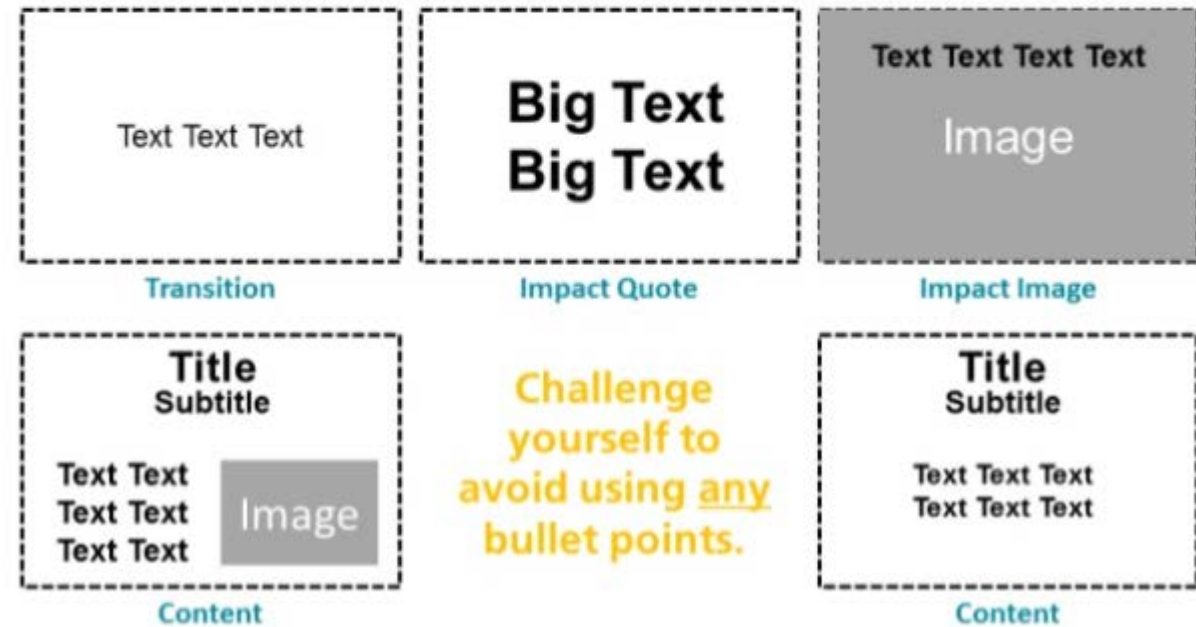 Text Text Text
Transition
Big Text
Big Text
Impact Quote
Text Text Text Text
Image
Impact Image
Title
Subtitle
Text Text
Text Text
Text Text
Image
Content
Challenge
yourself to
avoid using any
bullet points.
Title
Subtitle
Text Text Text
Text Text Text
Content